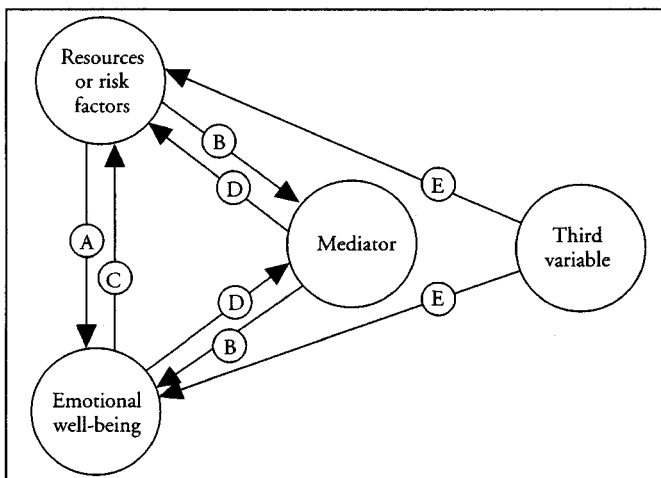 Resources
or risk
factors
B
D
E
A
Mediator
Third
variable
C
D
E
B
Emotional
well-being